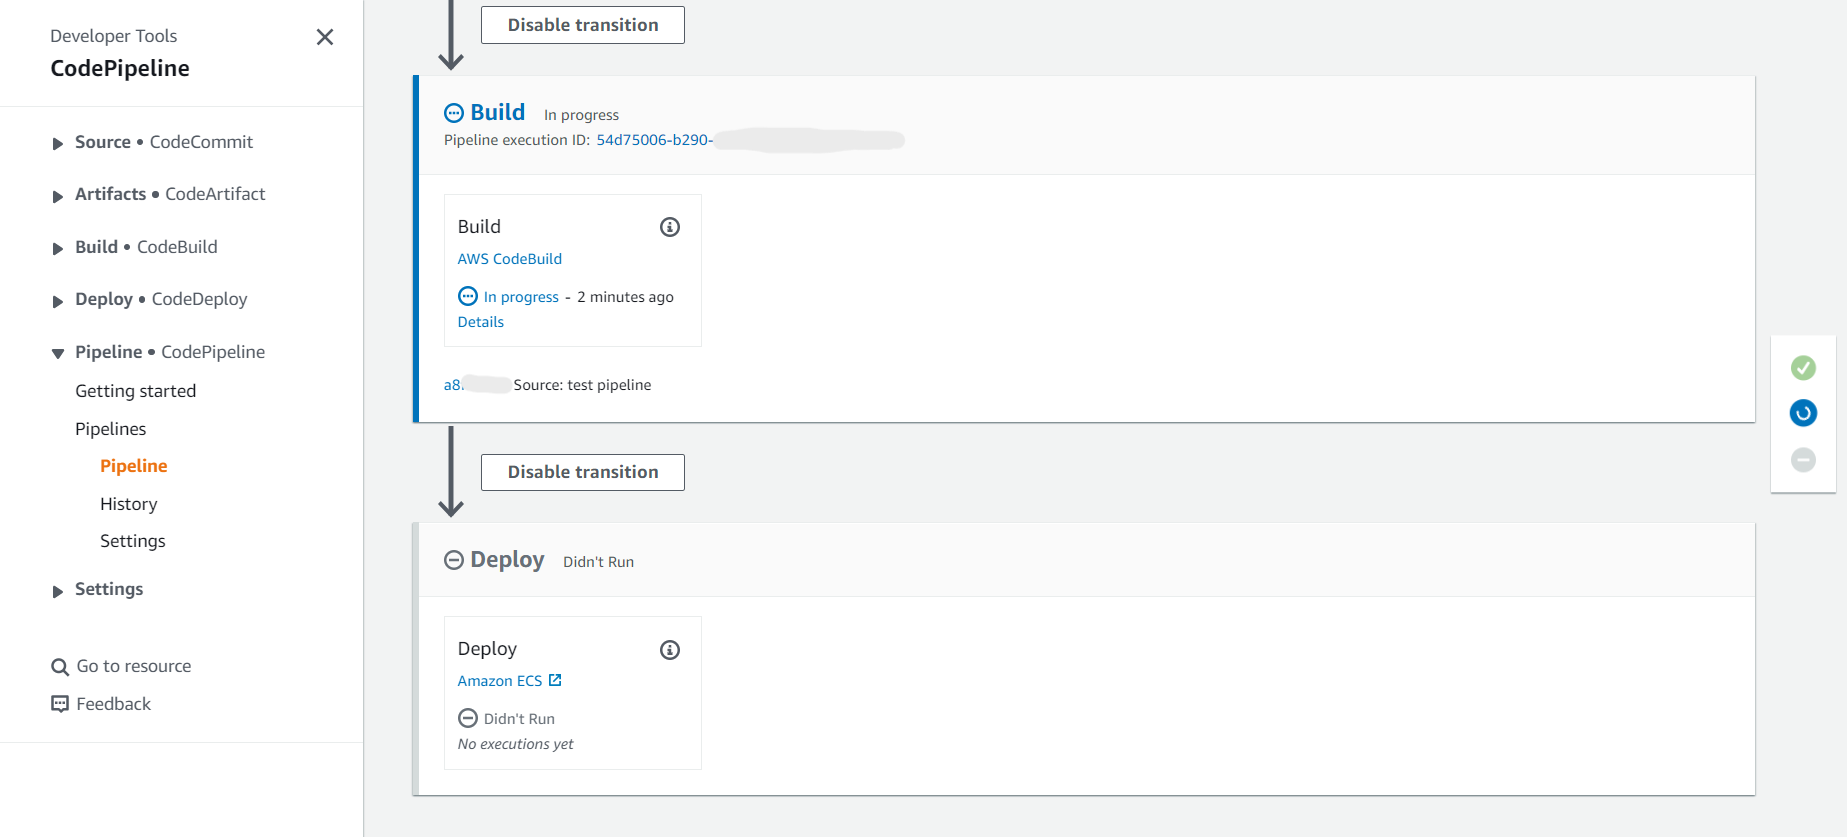 Developer Tools
CodePipeline
Source • CodeCommit
Artifacts • CodeArtifact
Build • CodeBuild
Deploy • CodeDeploy
Pipeline • CodePipeline
Getting started
Pipelines
Pipeline
History
Settings
Settings
Go to resource
Feedback
Disable transition
Build In progress
Pipeline execution ID: 54d75006-b290-
Build
AWS CodeBuild
In progress - 2 minutes ago
Details
Source: test pipeline
Disable transition
Deploy Didn't Run
Deploy
Amazon ECS
Didn't Run
No executions yet